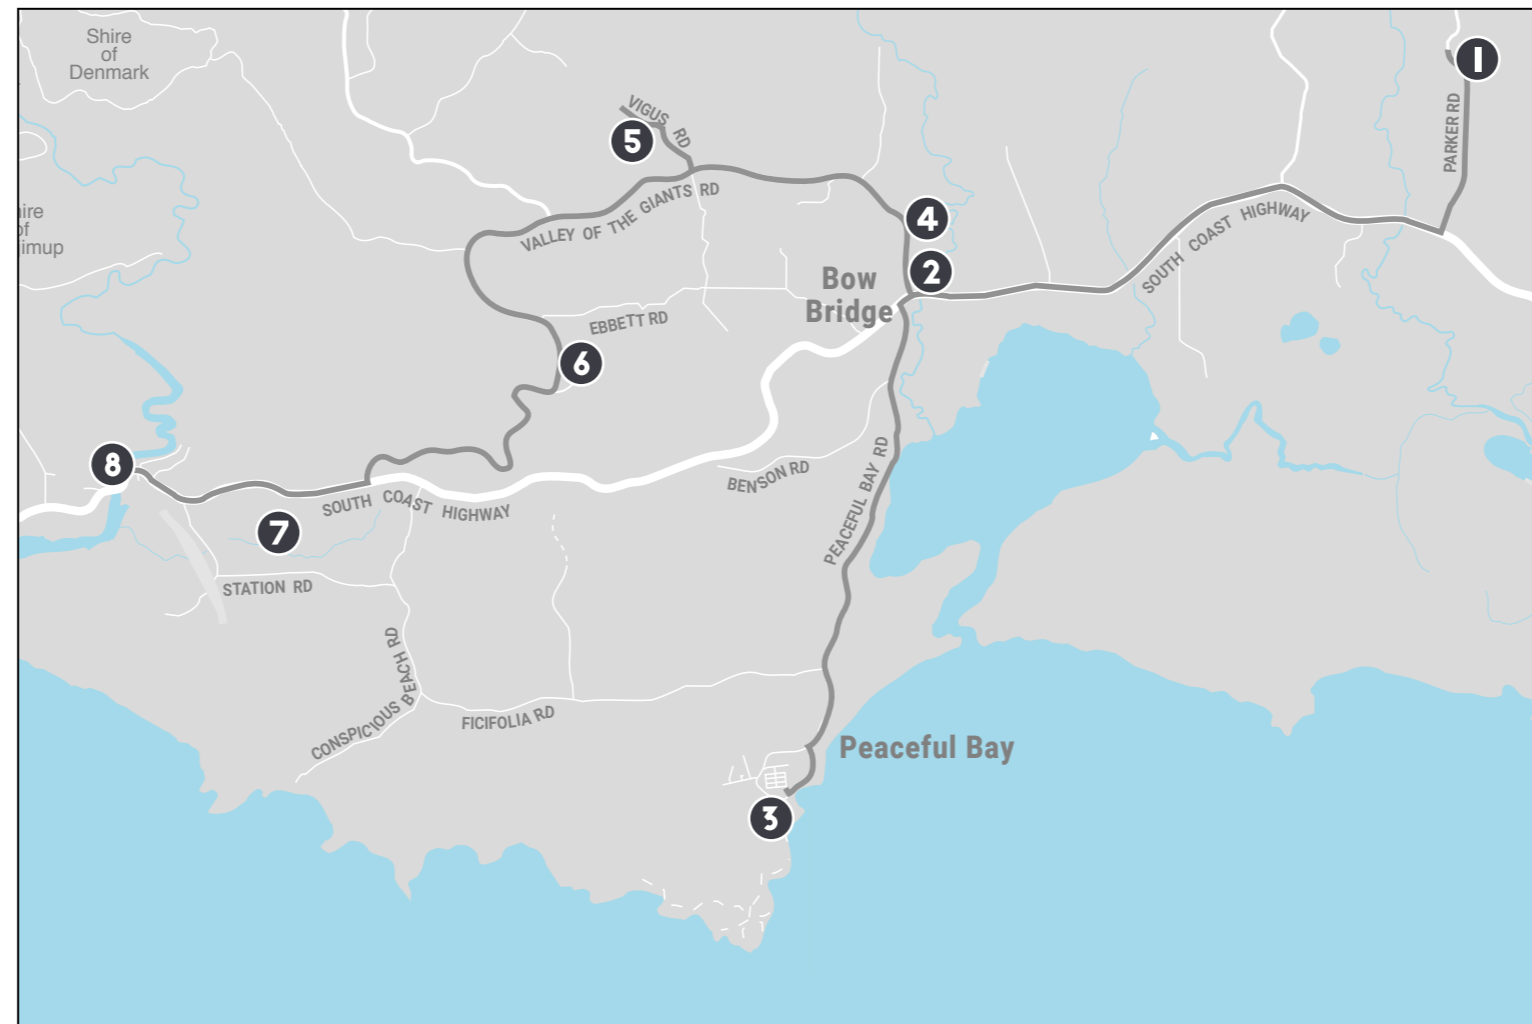 Shire
of
Denmark
1
PARKER RD
VIGUS RD
5
VALLEY OF THE GIANTS RD
4
SOUTH COAST HIGHWAY
ire
of
imup
2
Bow
Bridge
EBBETT RD
6
8
BENSON RD
PEACEFUL BAY RD
SOUTH COAST HIGHWAY
7
STATION RD
CONSPICIOUS BEACH RD
FICIFOLIA RD
Peaceful Bay
3